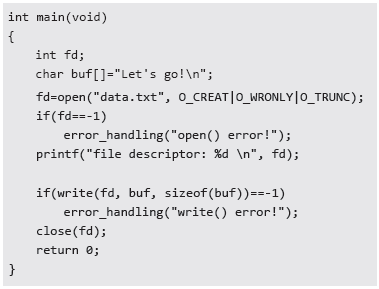 int main(void)
{
    int fd;
    char buf[]="Let's go!\n";
    fd=open("data.txt", O_CREAT|O_WRONLY|O_TRUNC);
    if(fd==-1)
        error_handling("open() error!");
    printf("file descriptor: %d \n", fd);

    if(write(fd, buf, sizeof(buf))==-1)
        error_handling("write() error!");
    close(fd);
    return 0;
}